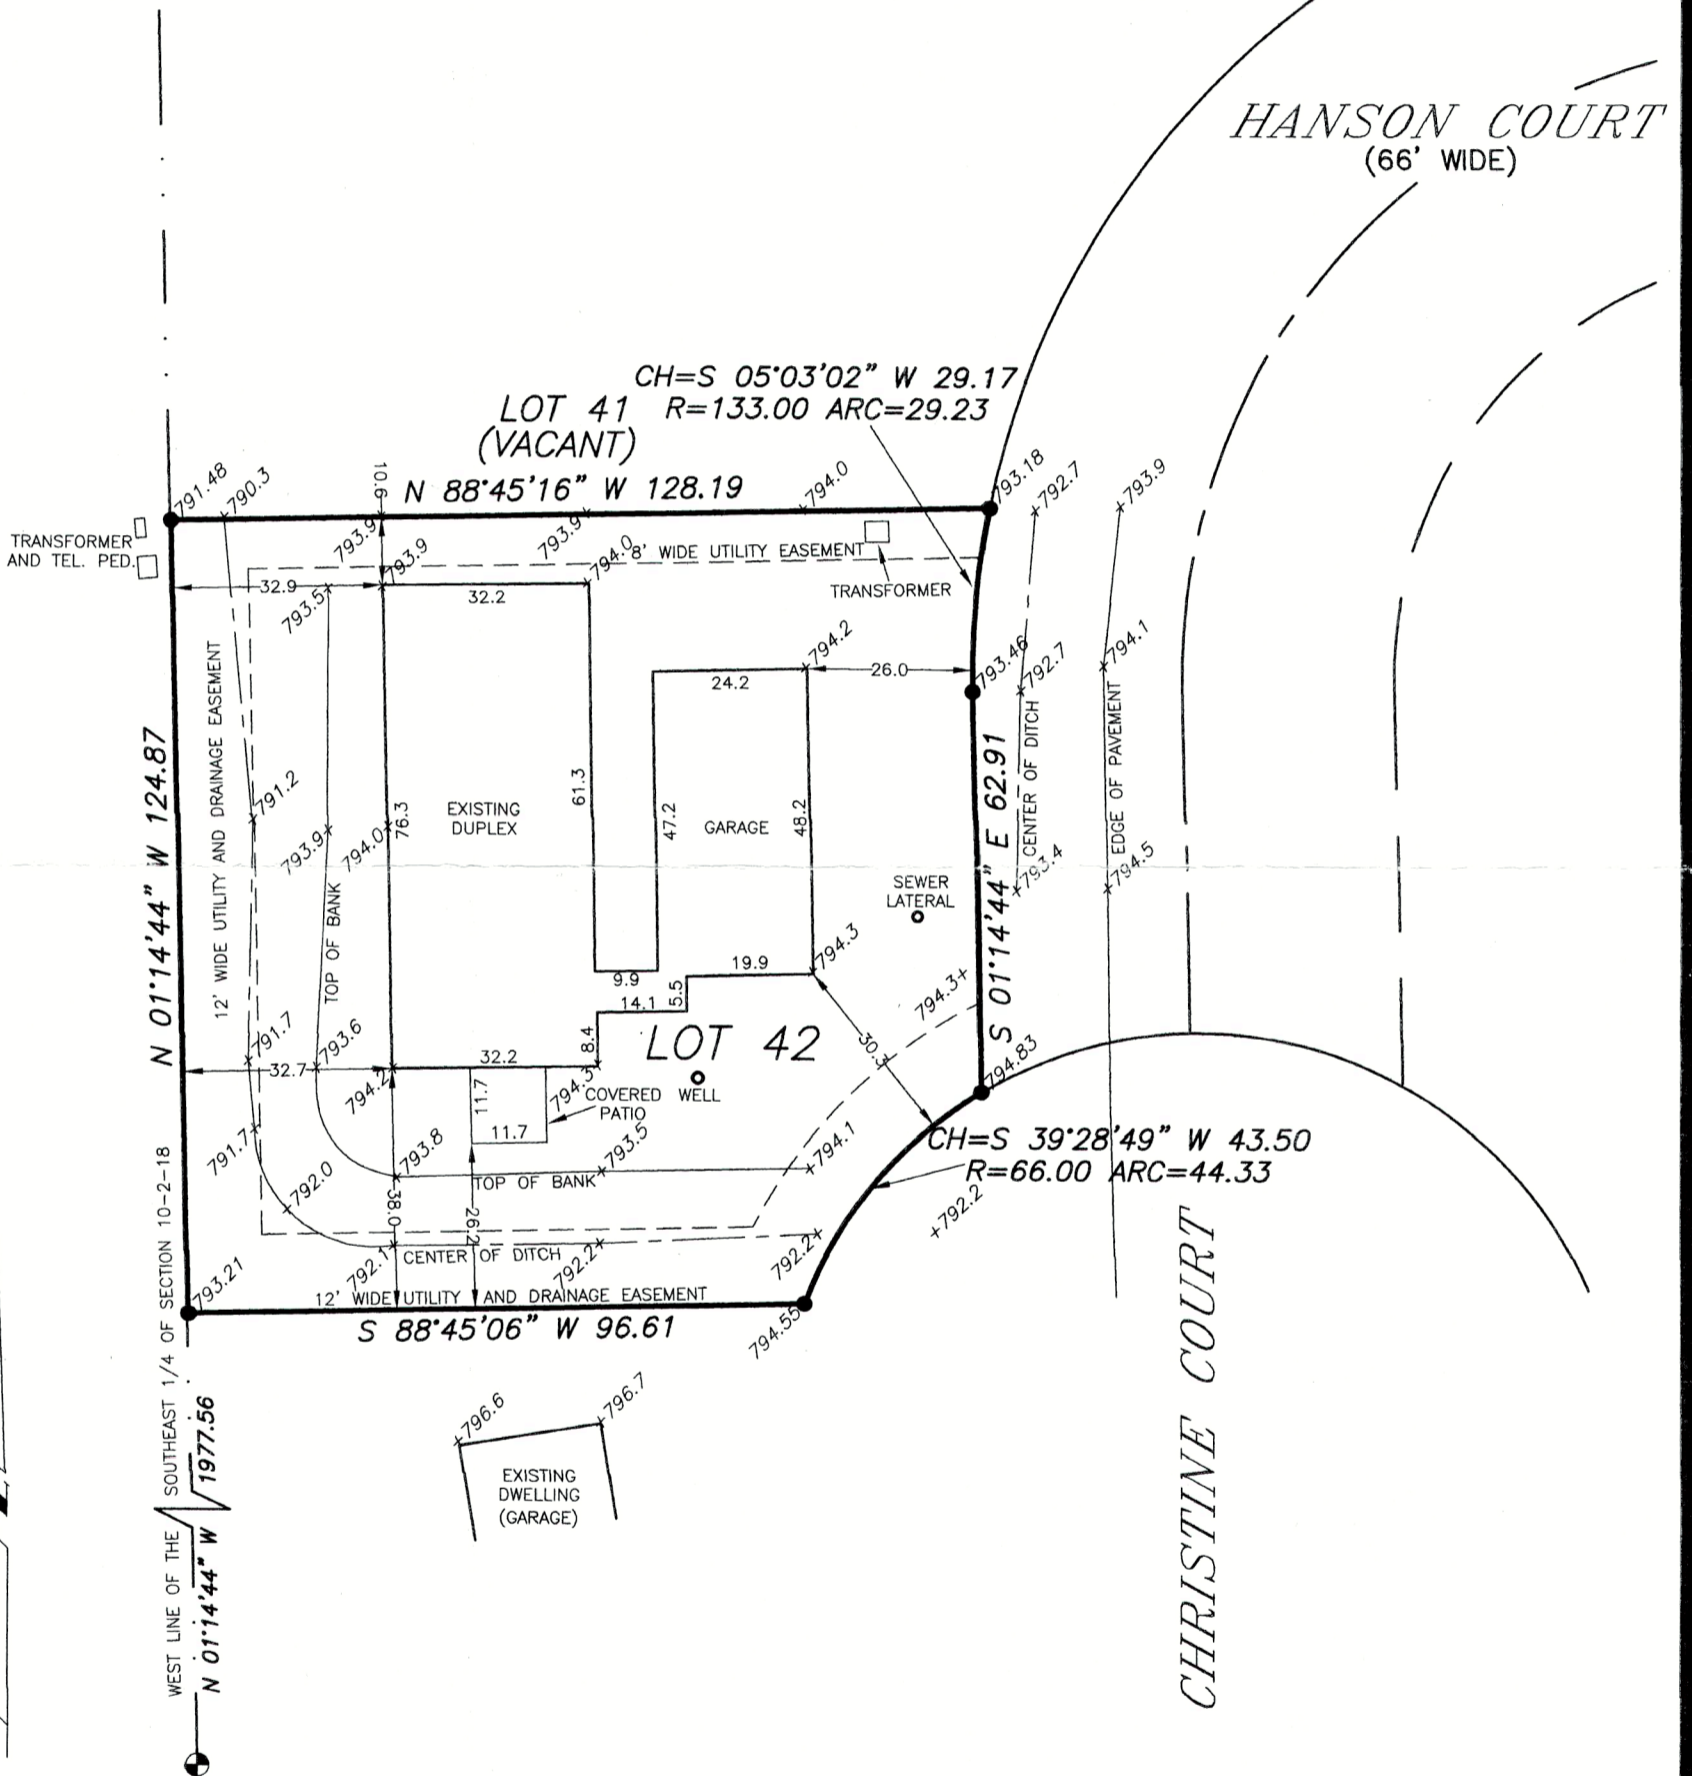 HANSON COURT
(66' WIDE)
CH=S 05°03'02" W 29.17
R=133.00 ARC=29.23
LOT 41
(VACANT)
N 88°45'16" W 128.19
791.48
790.3
10.6
793.9
793.9
793.9
794.0
794.0
793.18
792.7
793.9
TRANSFORMER
AND TEL. PED.
8' WIDE UTILITY EASEMENT
TRANSFORMER
32.9
793.5
32.2
794.2
26.0
793.46
792.7
794.1
24.2
12' WIDE UTILITY AND DRAINAGE EASEMENT
N 01°14'44" W 124.87
791.2
793.9
794.0
76.3
TOP OF BANK
EXISTING
DUPLEX
61.3
47.2
GARAGE
48.2
SEWER
LATERAL
S 01°14'44" E 62.91
CENTER OF DITCH
EDGE OF PAVEMENT
793.4
794.5
794.3
794.3
9.9
19.9
14.1
5.5
8.4
LOT 42
791.7
793.6
32.7
794.2
32.2
794.3
30.3
794.83
11.7
11.7
COVERED
PATIO
WELL
791.7
792.0
793.8
793.5
794.1
TOP OF BANK
38.0
26.2
CH=S 39°28'49" W 43.50
R=66.00 ARC=44.33
792.2
792.1
CENTER OF DITCH
792.2
792.2
793.21
12' WIDE UTILITY AND DRAINAGE EASEMENT
S 88°45'06" W 96.61
794.55
796.6
796.7
EXISTING
DWELLING
(GARAGE)
WEST LINE OF THE SOUTHEAST 1/4 OF SECTION 10-2-18
N 01°14'44" W 1977.56
CHRISTINE COURT